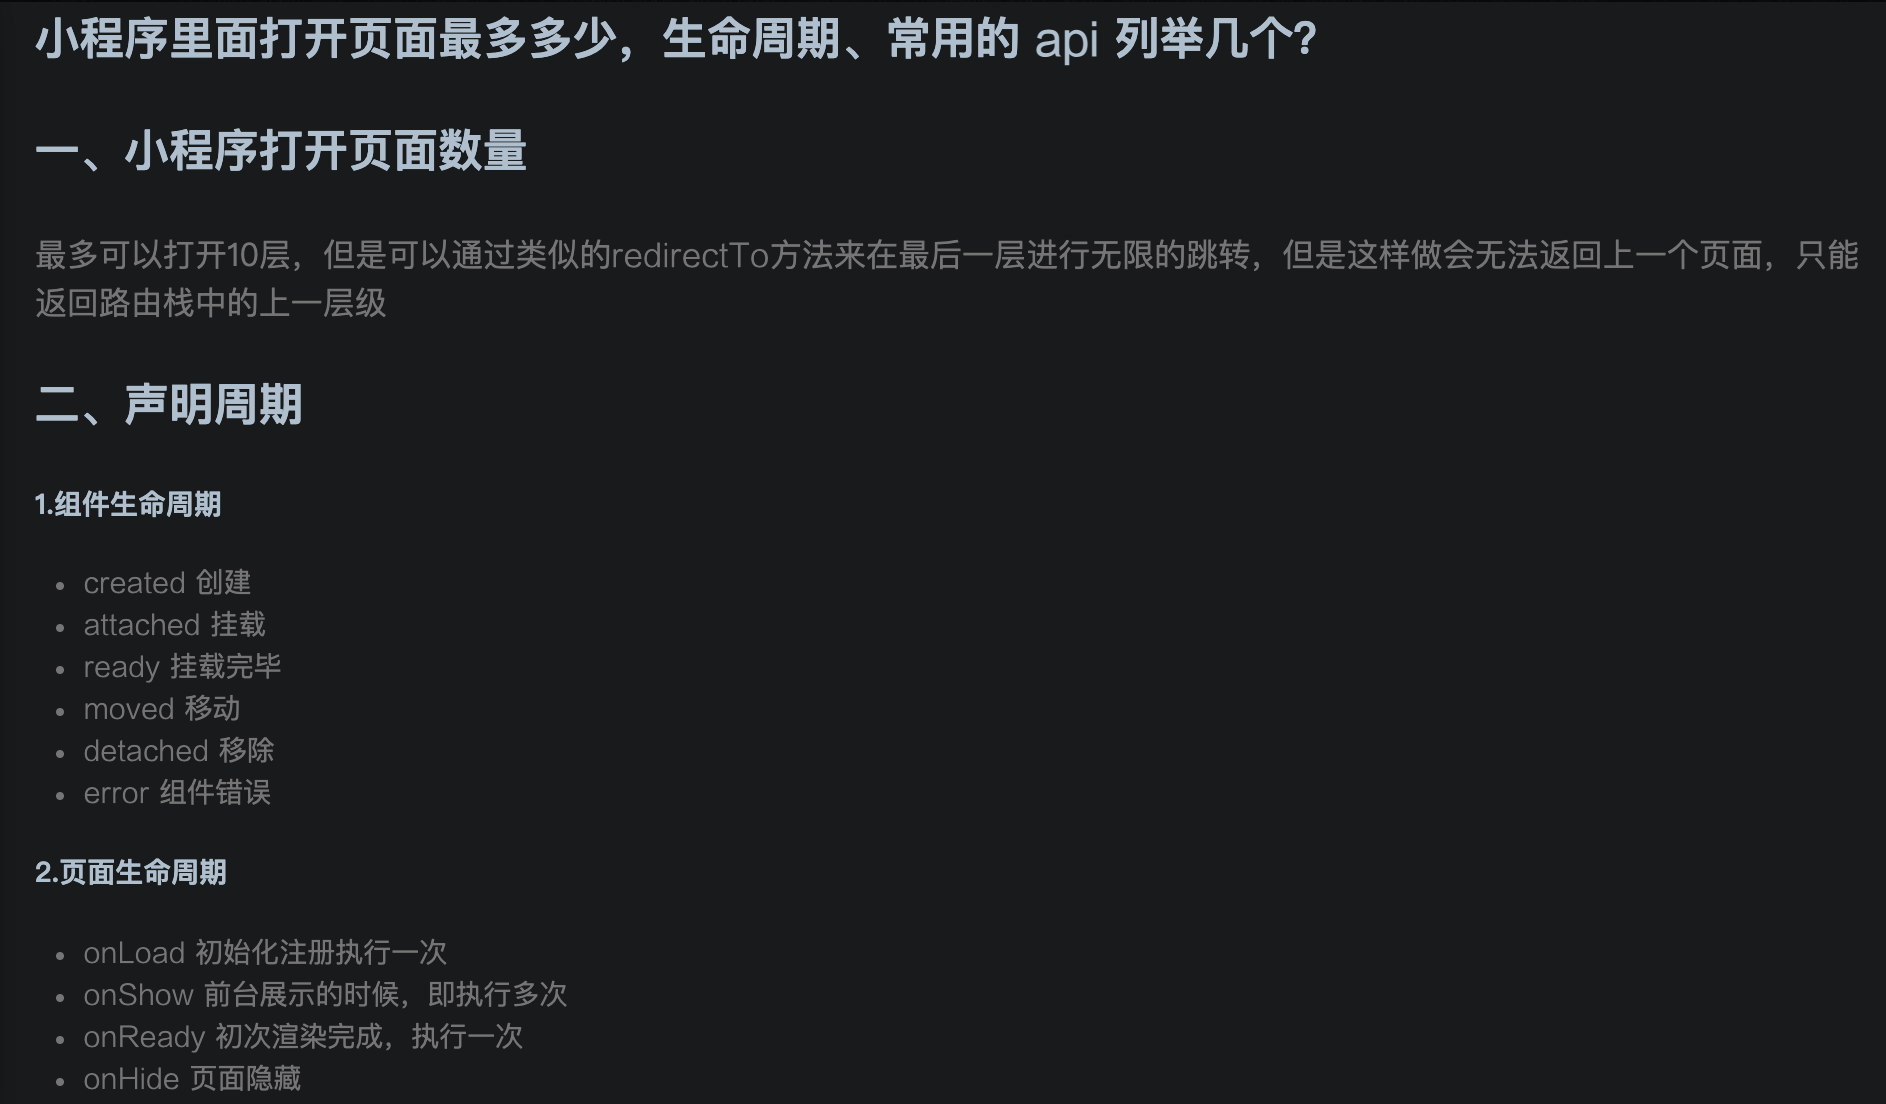 小程序里面打开页面最多多少，生命周期、常用的 api 列举几个？
一、小程序打开页面数量
最多可以打开10层，但是可以通过类似的redirectTo方法来在最后一层进行无限的跳转，但是这样做会无法返回上一个页面，只能
返回路由栈中的上一层级
二、声明周期
1.组件生命周期
• created 创建
• attached 挂载
• ready 挂载完毕
• moved 移动
• detached 移除
• error 组件错误
2.页面生命周期
• onLoad 初始化注册执行一次
• onShow 前台展示的时候，即执行多次
• onReady 初次渲染完成，执行一次
• onHide 页面隐藏